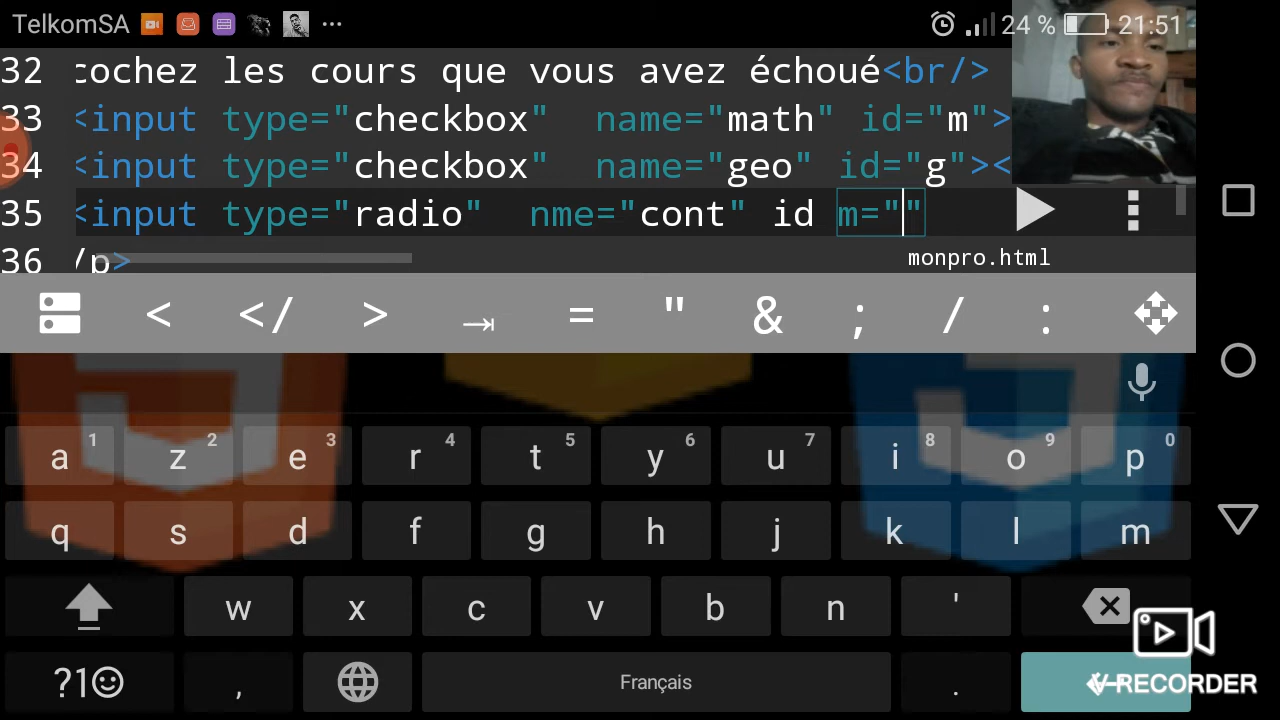 TelkomSA ... 24 % 21:51
32 cochez les cours que vous avez échoué<br/>
33 <input type="checkbox" name="math" id="m">
34 <input type="checkbox" name="geo" id="g"><
35 <input type="radio" nme="cont" id m=""
36 /p>
monpro.html
< </ > = " & ; / :
a 1 z 2 e 3 r 4 t 5 y 6 u 7 i 8 o 9 p 0
q s d f g h j k l m
w x c v b n '
?1 , Français .
V-RECORDER